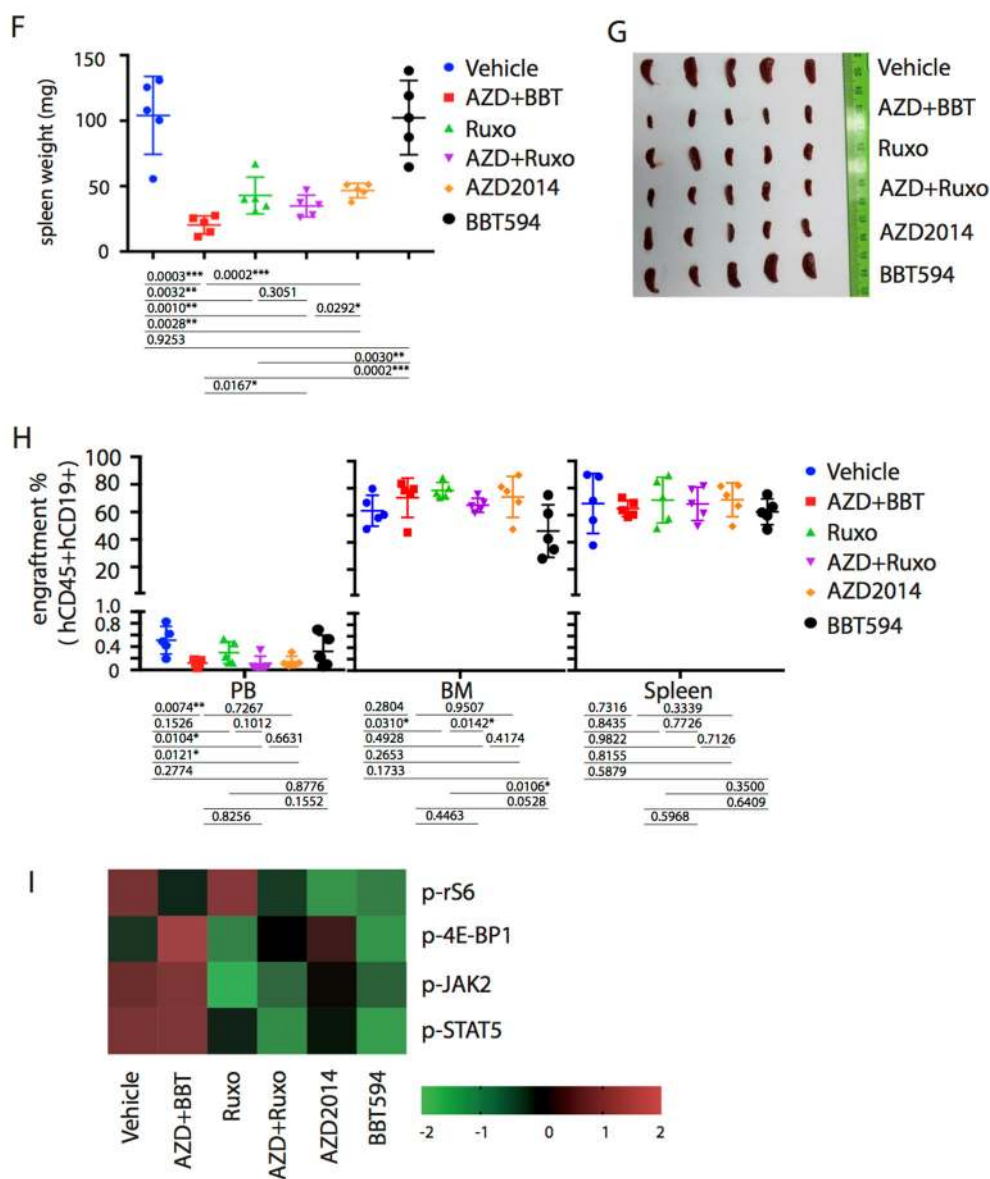 F
spleen weight (mg)
150
100
50
0
Vehicle
AZD+BBT
Ruxo
AZD+Ruxo
AZD2014
BBT594
0.0003*** 0.0002***
0.0032** 0.3051
0.0010** 0.0292*
0.0028**
0.9253
0.0030**
0.0002***
0.0167*
G
Vehicle
AZD+BBT
Ruxo
AZD+Ruxo
AZD2014
BBT594
H
engraftment %
( hCD45+hCD19+)
100
80
60
40
20
1.0
0.8
0.4
0
Vehicle
AZD+BBT
Ruxo
AZD+Ruxo
AZD2014
BBT594
PB BM Spleen
0.0074** 0.7267
0.1526 0.1012
0.0104* 0.6631
0.0121*
0.2774
0.8776
0.1552
0.8256
0.2804 0.9507
0.0310* 0.0142*
0.4928 0.4174
0.2653
0.1733
0.0106*
0.0528
0.4463
0.7316 0.3339
0.8435 0.7726
0.9822 0.7126
0.8155
0.5879
0.3500
0.6409
0.5968
I
p-rS6
p-4E-BP1
p-JAK2
p-STAT5
Vehicle
AZD+BBT
Ruxo
AZD+Ruxo
AZD2014
BBT594
-2 -1 0 1 2